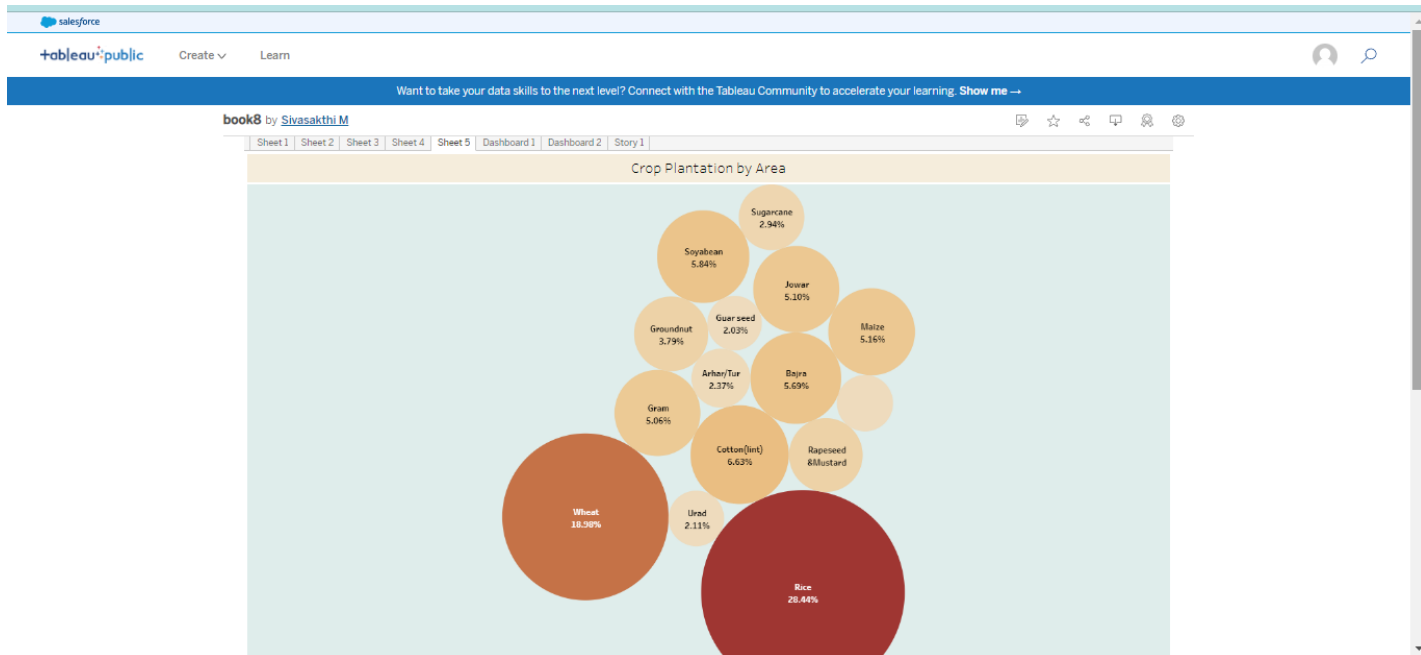 salesforce
+ableau public Create Learn
Want to take your data skills to the next level? Connect with the Tableau Community to accelerate your learning. Show me →
book8 by Sivasakthi M
Sheet 1 Sheet 2 Sheet 3 Sheet 4 Sheet 5 Dashboard 1 Dashboard 2 Story 1
Crop Plantation by Area
Sugarcane
2.94%
Soyabean
5.84%
Jowar
5.10%
Guar seed
2.03%
Groundnut
3.79%
Maize
5.16%
Arhar/Tur
2.37%
Bajra
5.69%
Gram
5.06%
Cotton(lint)
6.63%
Rapeseed
&Mustard
Wheat
18.98%
Urad
2.11%
Rice
28.44%